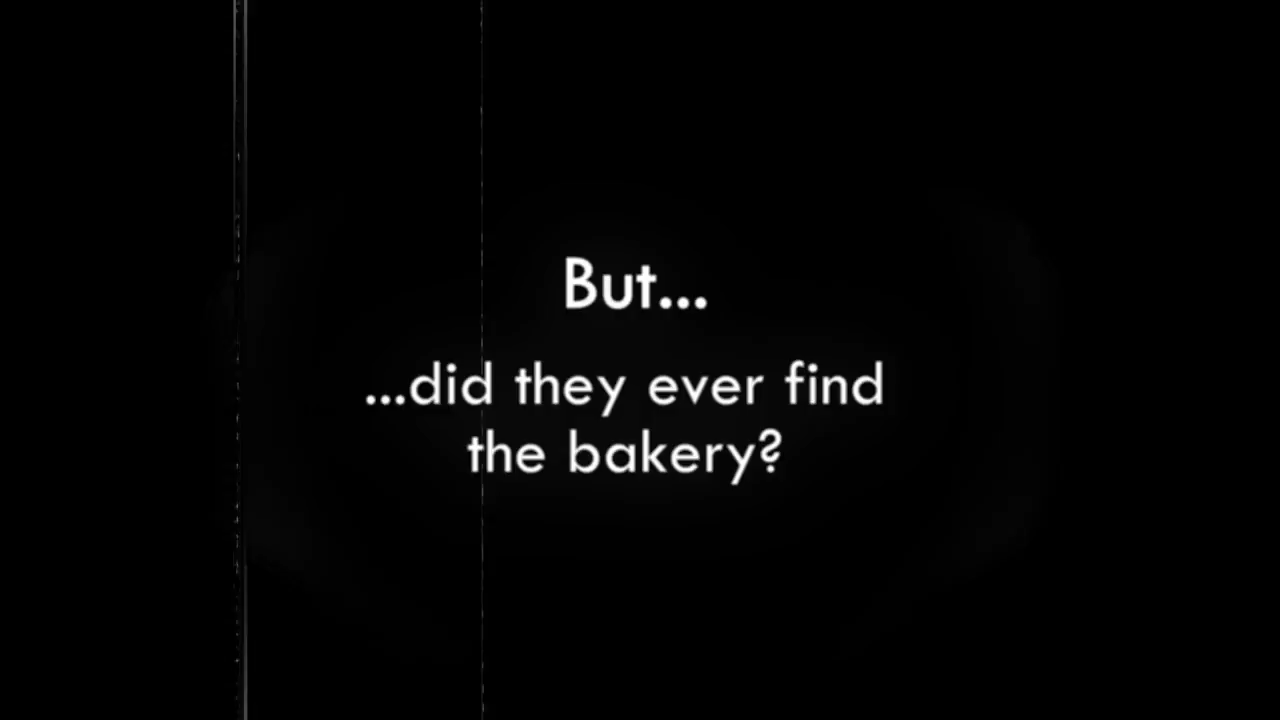 But...
...did they ever find
the bakery?